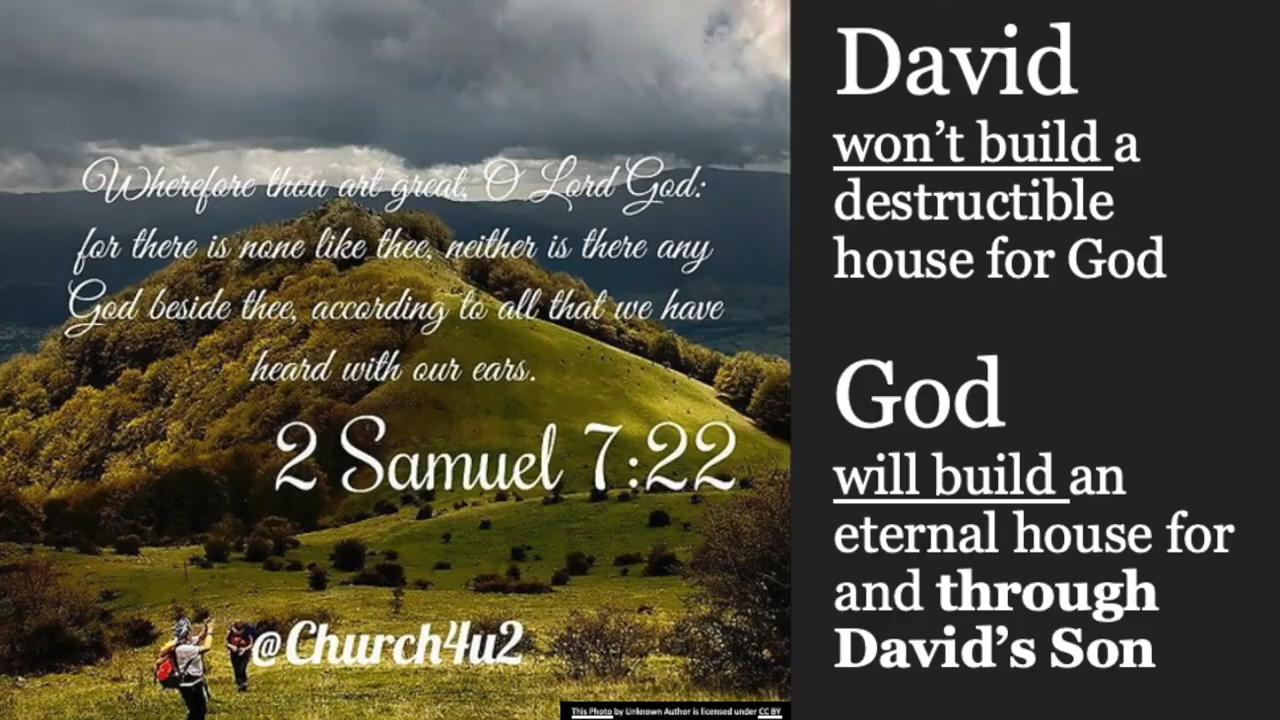 Wherefore thou art great, O Lord God:
for there is none like thee, neither is there any
God beside thee, according to all that we have
heard with our ears.
2 Samuel 7:22
@Church4u2
This Photo by Unknown Author is licensed under CC BY
David
won’t build a
destructible
house for God
God
will build an
eternal house for
and through
David’s Son